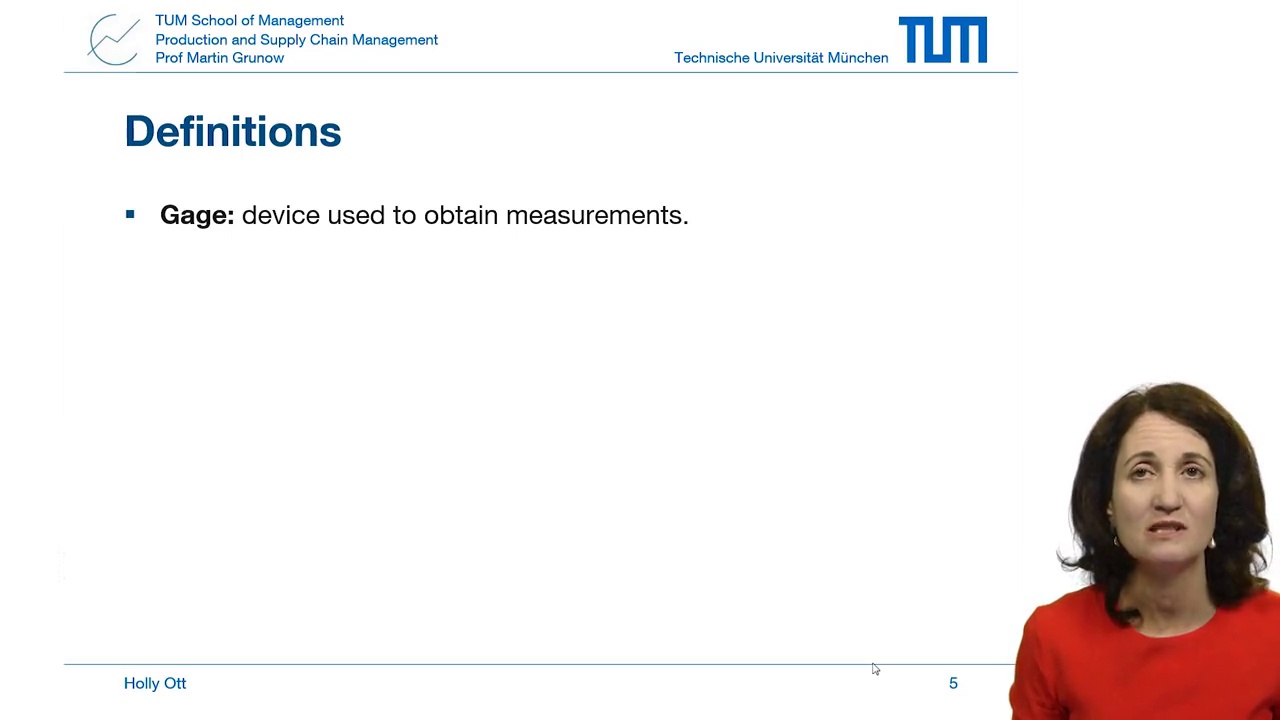 TUM School of Management
Production and Supply Chain Management
Prof Martin Grunow
Technische Universität München
TUM
Definitions
▪ Gage: device used to obtain measurements.
Holly Ott
5